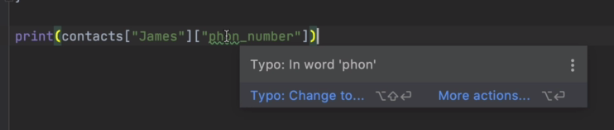 print(contacts["James"]["phon_number"])
Typo: In word 'phon'
Typo: Change to... ⌥⇧⏎ More actions... ⌥⏎